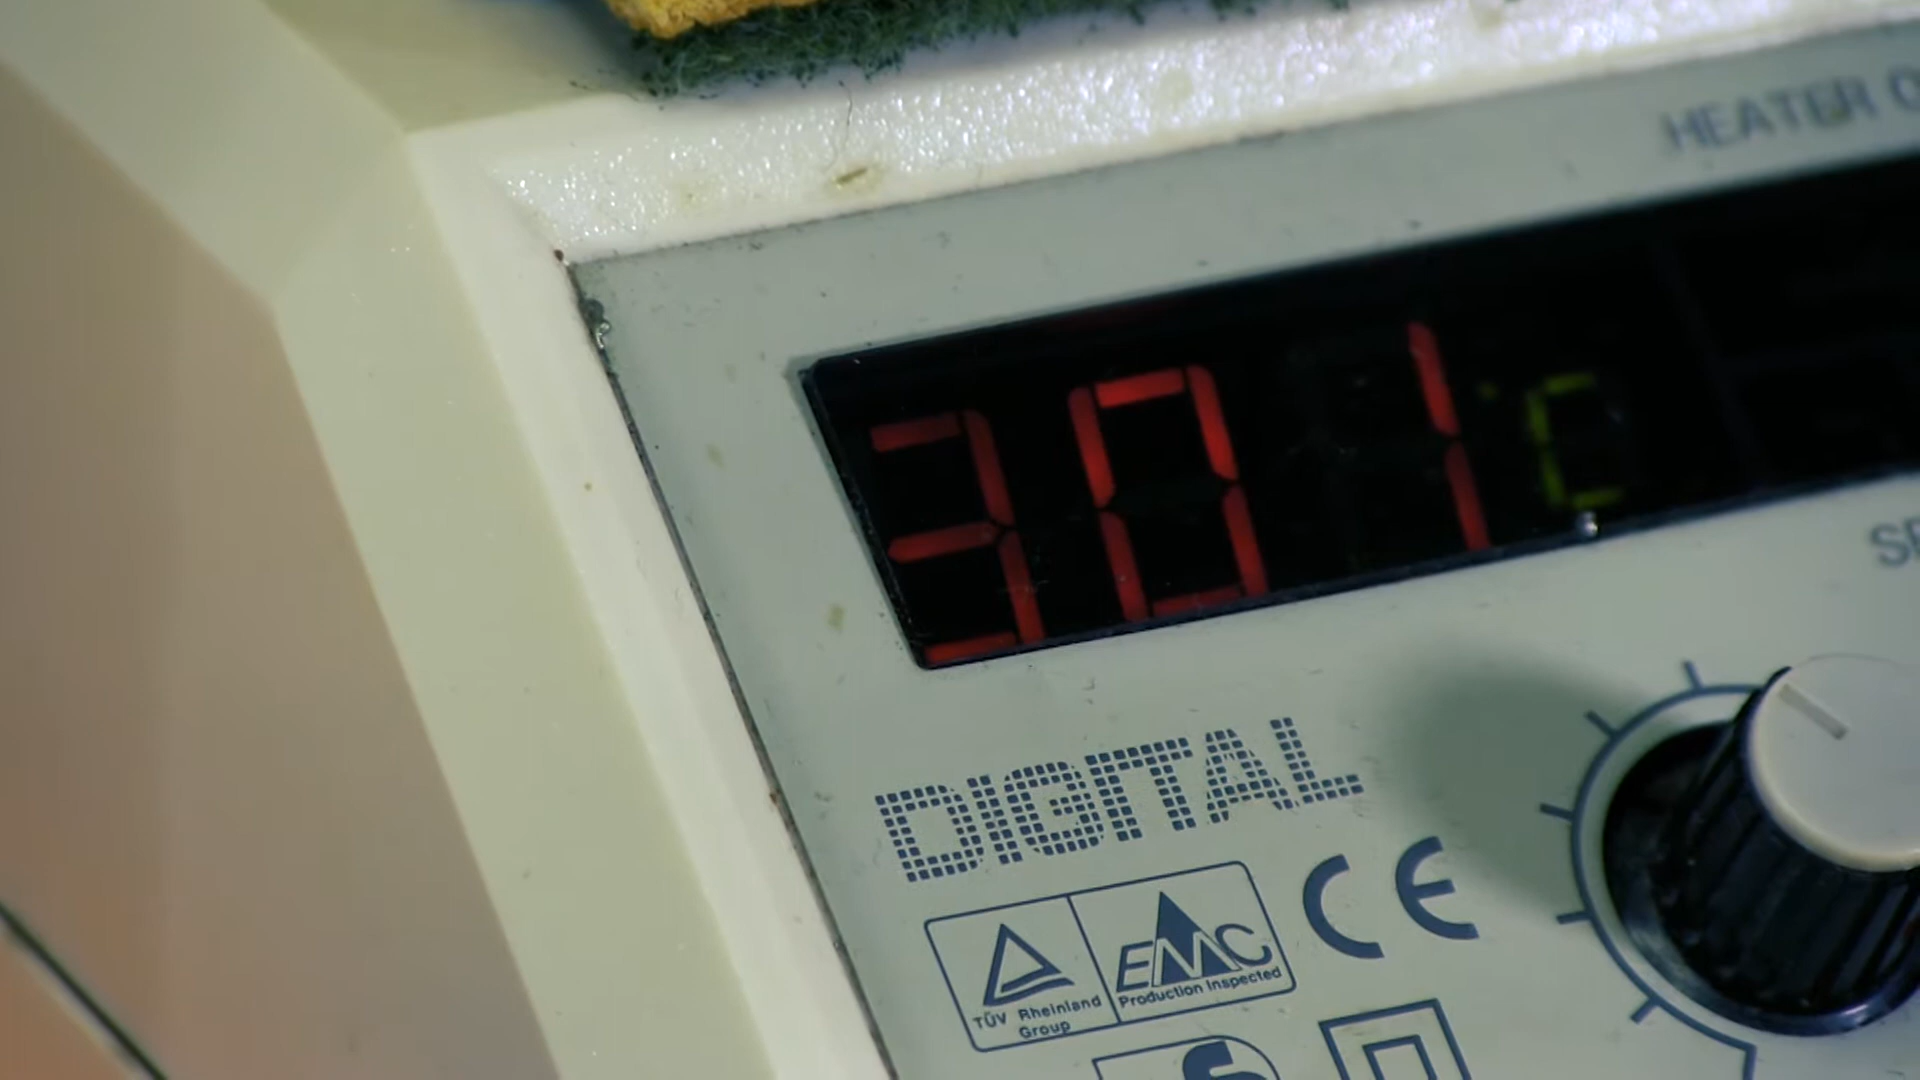 HEATER
301°C
DIGITAL
CE
EMC
Production Inspected
TÜV Rheinland
Group